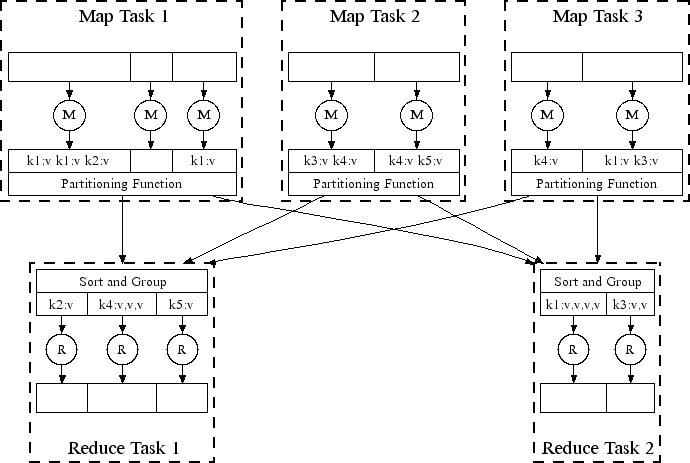 Map Task 1 Map Task 2 Map Task 3
M M M M M M M
k1:v k1:v k2:v k1:v k3:v k4:v k4:v k5:v k4:v k1:v k3:v
Partitioning Function Partitioning Function Partitioning Function
Sort and Group Sort and Group
k2:v k4:v,v,v k5:v k1:v,v,v,v k3:v,v
R R R R R
Reduce Task 1 Reduce Task 2